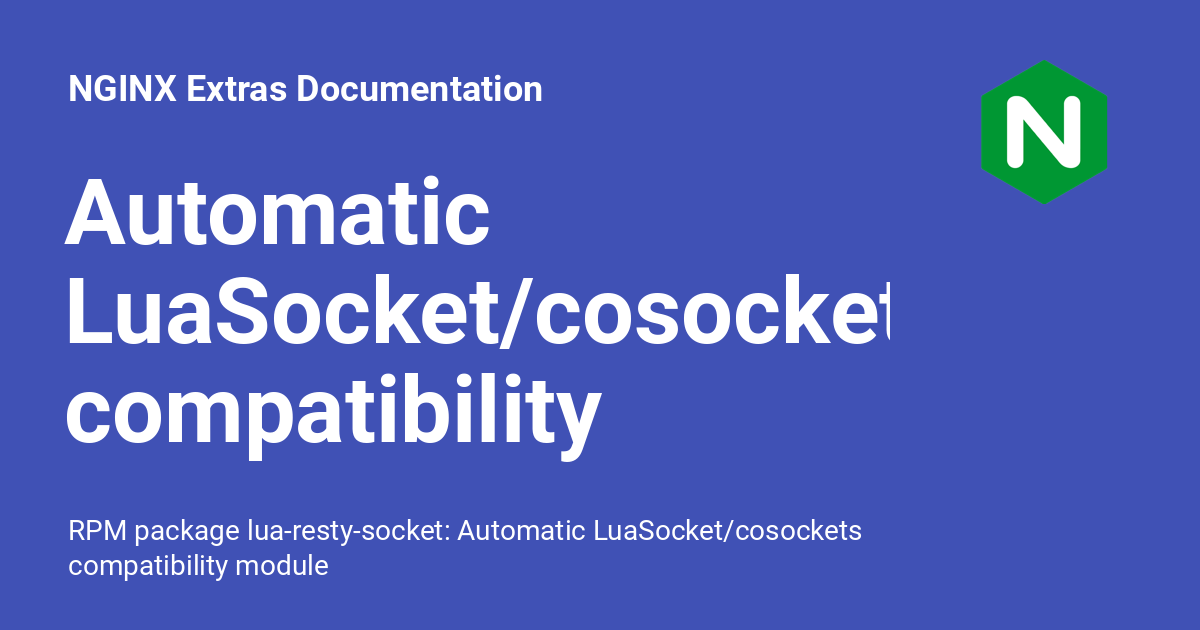 NGINX Extras Documentation
N
Automatic
LuaSocket/cosocket
compatibility
RPM package lua-resty-socket: Automatic LuaSocket/cosockets
compatibility module